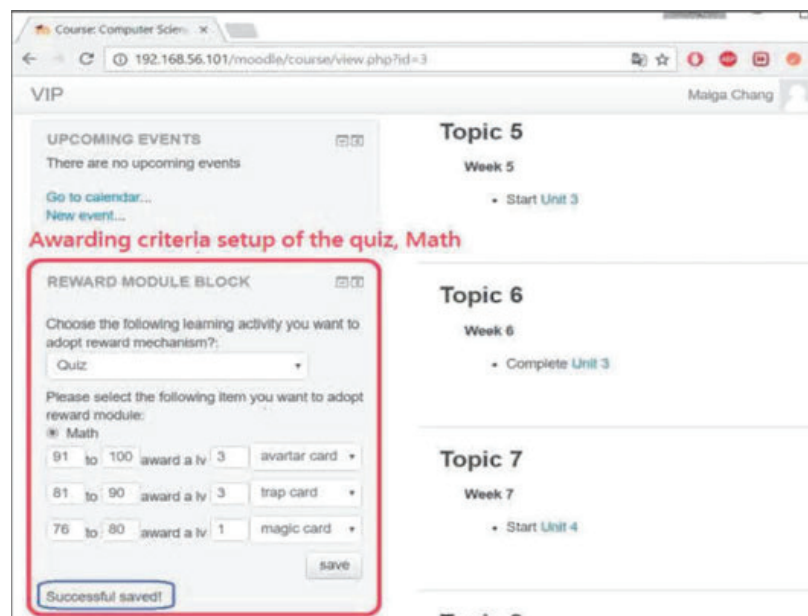 Course: Computer Scien
192.168.56.101/moodle/course/view.php?id=3
VIP
Maiga Chang
UPCOMING EVENTS
There are no upcoming events
Go to calendar...
New event...
Awarding criteria setup of the quiz, Math
REWARD MODULE BLOCK
Choose the following learning activity you want to
adopt reward mechanism?:
Quiz
Please select the following item you want to adopt
reward module:
Math
91 to 100 award a lv 3 avartar card
81 to 90 award a lv 3 trap card
76 to 80 award a lv 1 magic card
save
Successful saved!
Topic 5
Week 5
Start Unit 3
Topic 6
Week 6
Complete Unit 3
Topic 7
Week 7
Start Unit 4